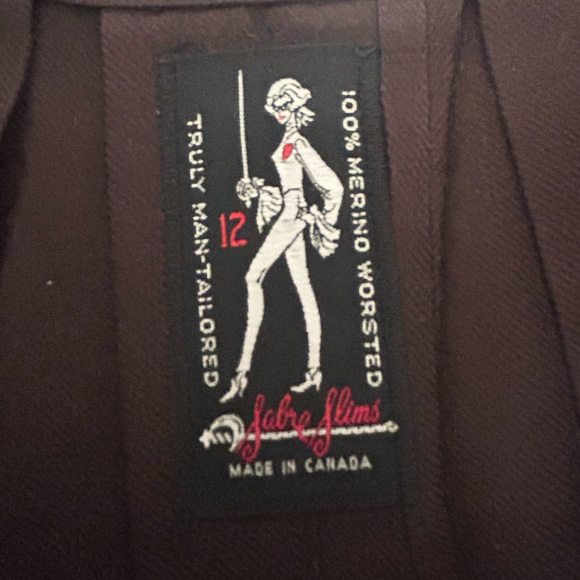 TRULY MAN-TAILORED
100% MERINO WORSTED
12
Sabre Slims
MADE IN CANADA